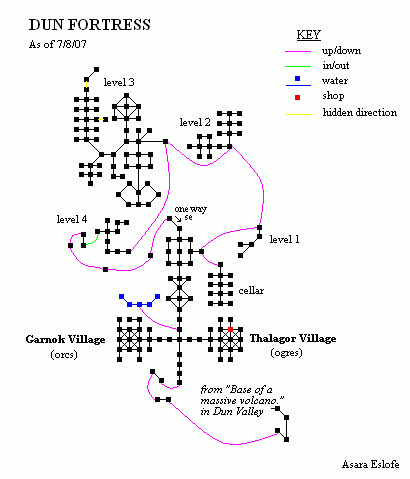 DUN FORTRESS
As of 7/8/07
KEY
up/down
in/out
water
shop
hidden direction
level 3
level 2
one way
se
level 4
level 1
cellar
Garnok Village
(orcs)
Thalagor Village
(ogres)
from "Base of a
massive volcano."
in Dun Valley
Asara Eslofe